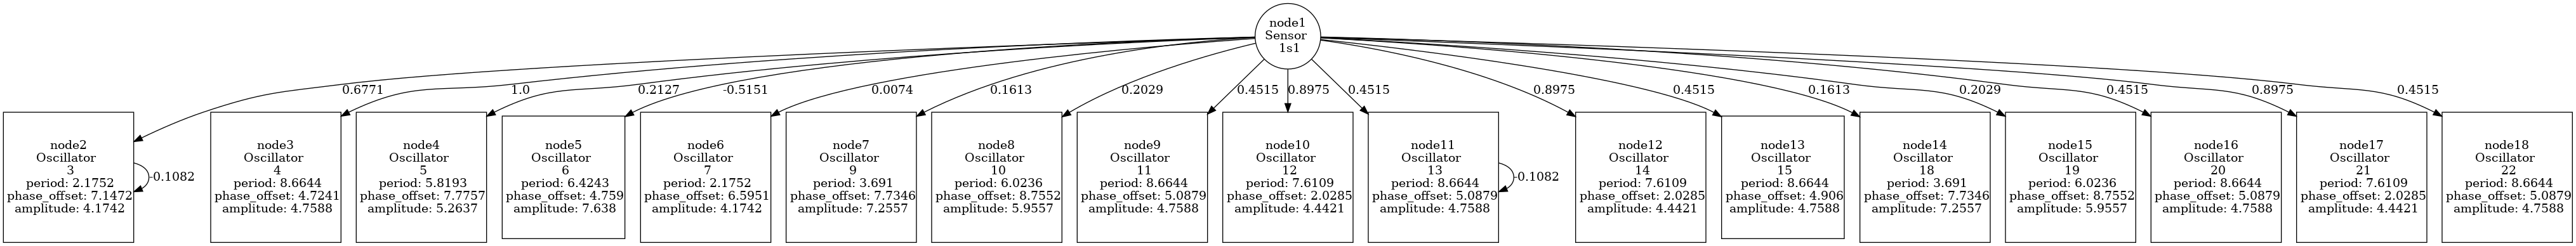 node1
Sensor
1s1
0.6771
1.0
0.2127
-0.5151
0.0074
0.1613
0.2029
0.4515
0.8975
0.4515
0.8975
0.4515
0.1613
0.2029
0.4515
0.8975
0.4515
node2
Oscillator
3
period: 2.1752
phase_offset: 7.1472
amplitude: 4.1742
-0.1082
node3
Oscillator
4
period: 8.6644
phase_offset: 4.7241
amplitude: 4.7588
node4
Oscillator
5
period: 5.8193
phase_offset: 7.7757
amplitude: 5.2637
node5
Oscillator
6
period: 6.4243
phase_offset: 4.759
amplitude: 7.638
node6
Oscillator
7
period: 2.1752
phase_offset: 6.5951
amplitude: 4.1742
node7
Oscillator
9
period: 3.691
phase_offset: 7.7346
amplitude: 7.2557
node8
Oscillator
10
period: 6.0236
phase_offset: 8.7552
amplitude: 5.9557
node9
Oscillator
11
period: 8.6644
phase_offset: 5.0879
amplitude: 4.7588
node10
Oscillator
12
period: 7.6109
phase_offset: 2.0285
amplitude: 4.4421
node11
Oscillator
13
period: 8.6644
phase_offset: 5.0879
amplitude: 4.7588
-0.1082
node12
Oscillator
14
period: 7.6109
phase_offset: 2.0285
amplitude: 4.4421
node13
Oscillator
15
period: 8.6644
phase_offset: 4.906
amplitude: 4.7588
node14
Oscillator
18
period: 3.691
phase_offset: 7.7346
amplitude: 7.2557
node15
Oscillator
19
period: 6.0236
phase_offset: 8.7552
amplitude: 5.9557
node16
Oscillator
20
period: 8.6644
phase_offset: 5.0879
amplitude: 4.7588
node17
Oscillator
21
period: 7.6109
phase_offset: 2.0285
amplitude: 4.4421
node18
Oscillator
22
period: 8.6644
phase_offset: 5.0879
amplitude: 4.7588